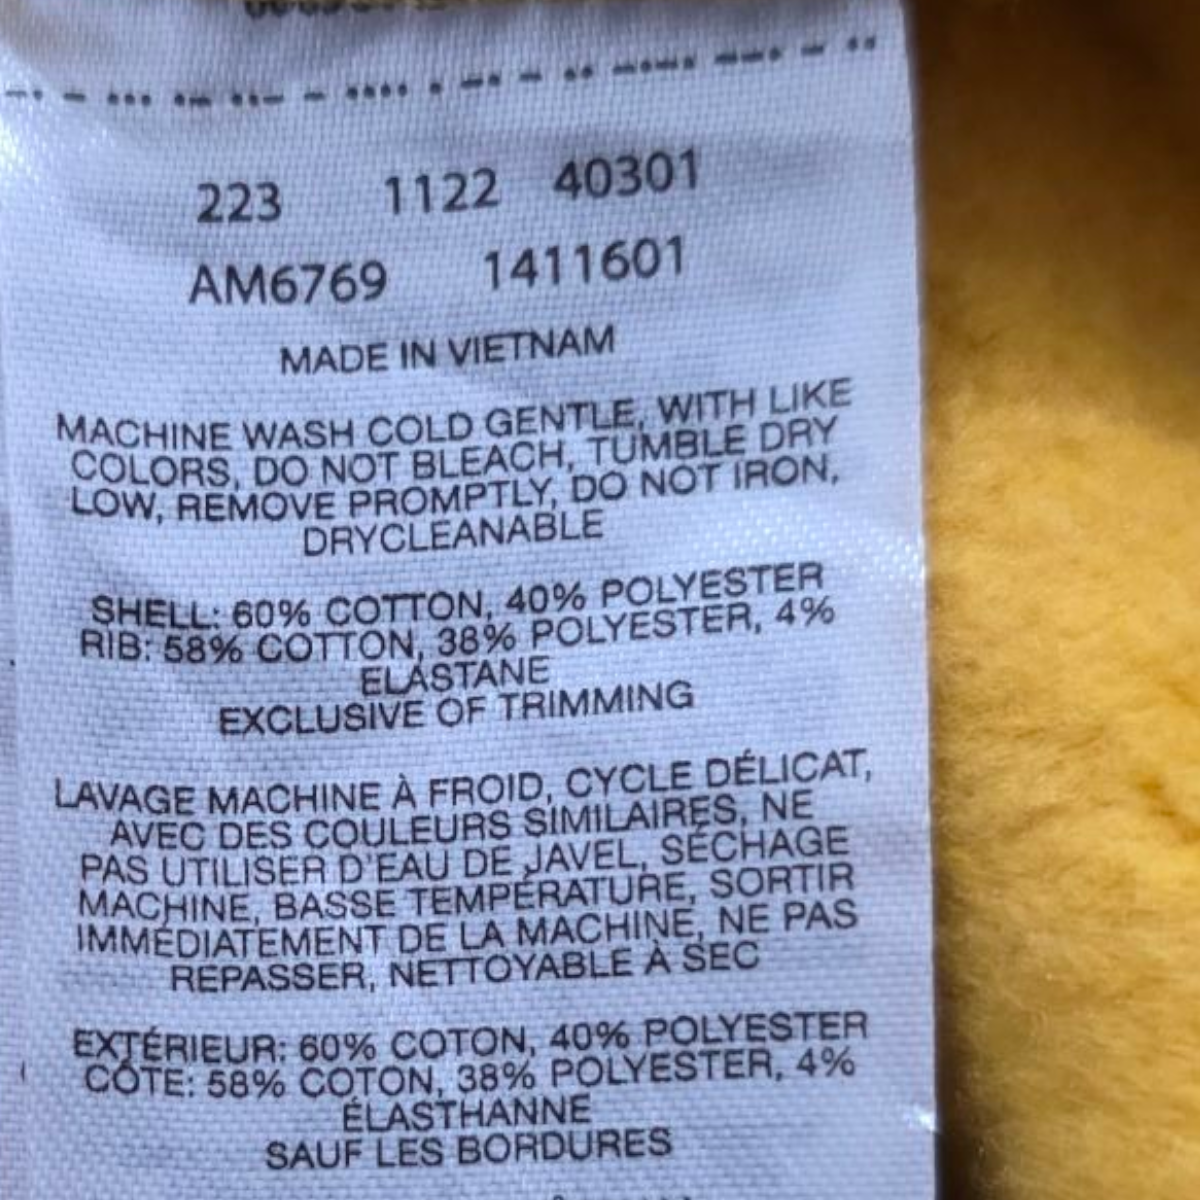 223 1122 40301
AM6769 1411601
MADE IN VIETNAM
MACHINE WASH COLD GENTLE, WITH LIKE
COLORS, DO NOT BLEACH, TUMBLE DRY
LOW, REMOVE PROMPTLY, DO NOT IRON,
DRYCLEANABLE
SHELL: 60% COTTON, 40% POLYESTER
RIB: 58% COTTON, 38% POLYESTER, 4%
ELASTANE
EXCLUSIVE OF TRIMMING
LAVAGE MACHINE À FROID, CYCLE DÉLICAT,
AVEC DES COULEURS SIMILAIRES, NE
PAS UTILISER D'EAU DE JAVEL, SÉCHAGE
MACHINE, BASSE TEMPÉRATURE, SORTIR
IMMÉDIATEMENT DE LA MACHINE, NE PAS
REPASSER, NETTOYABLE À SEC
EXTÉRIEUR: 60% COTON, 40% POLYESTER
CÔTE: 58% COTON, 38% POLYESTER, 4%
ÉLASTHANNE
SAUF LES BORDURES